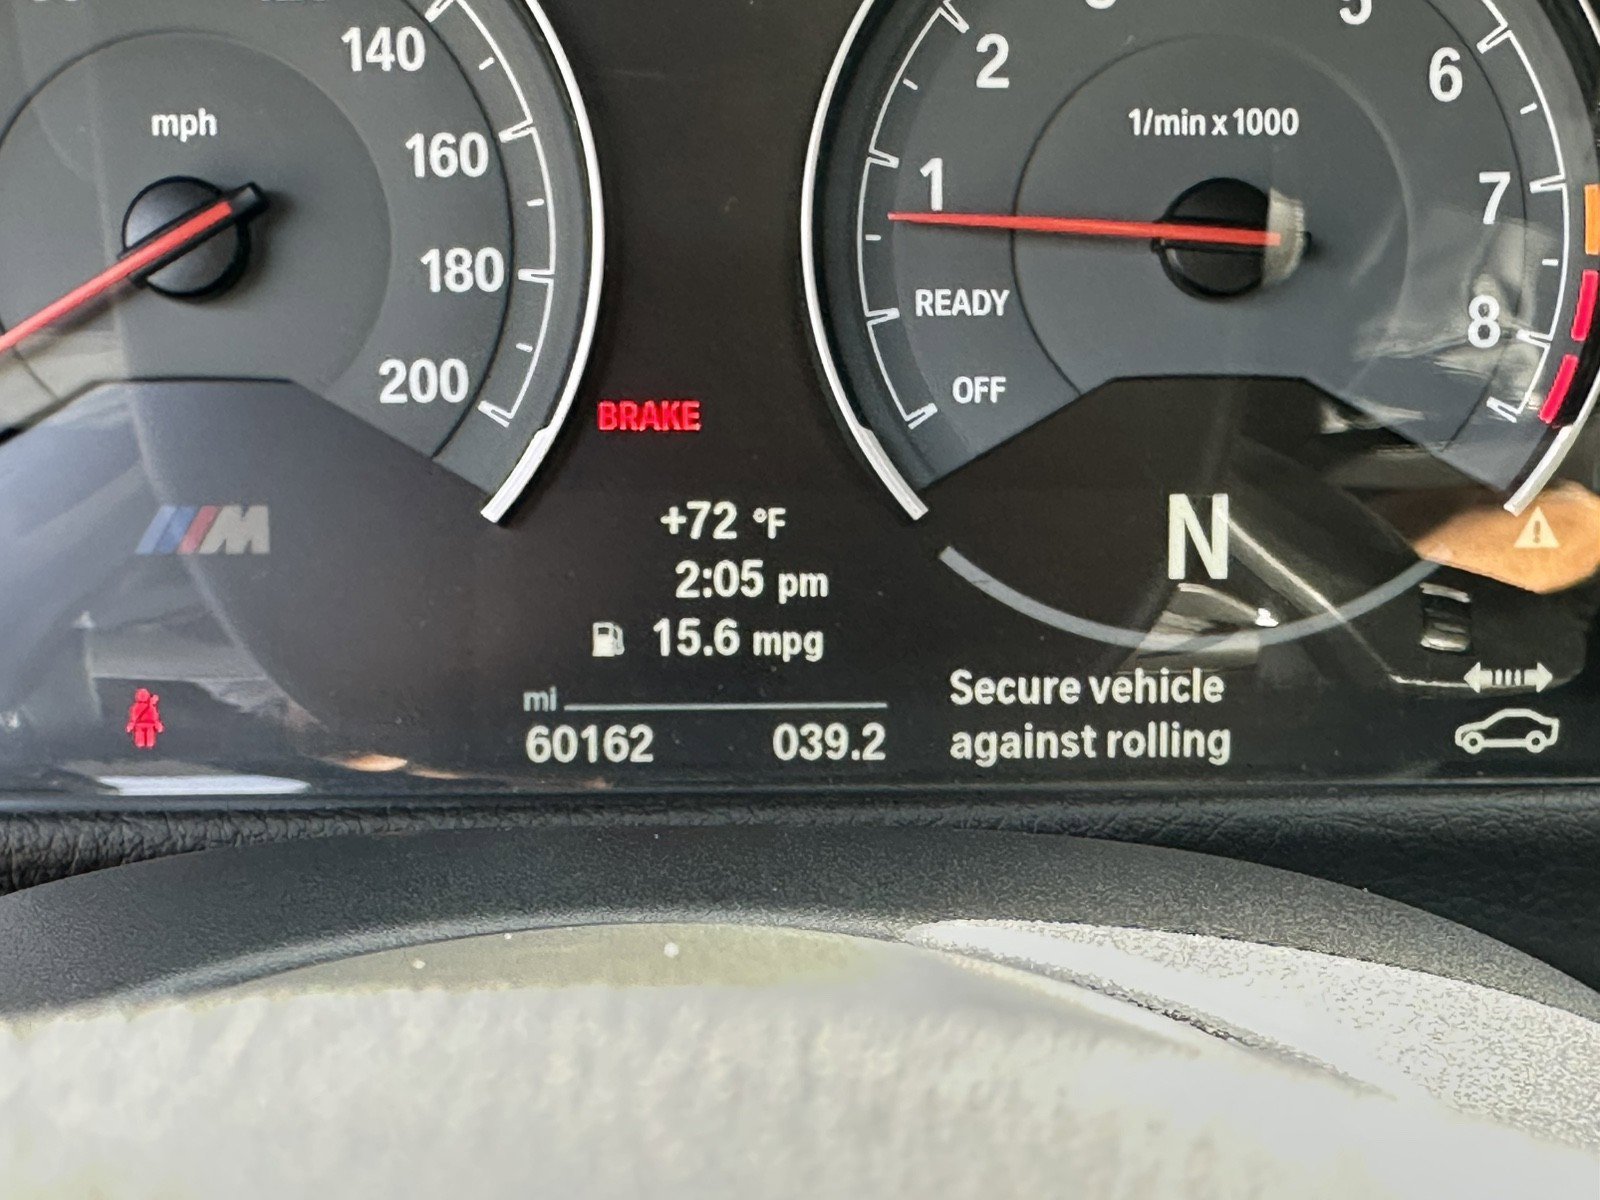 140
160
180
200
mph
2
1
READY
OFF
1/min x 1000
6
7
8
BRAKE
M
+72 °F
2:05 pm
15.6 mpg
mi
60162 039.2
N
Secure vehicle
against rolling